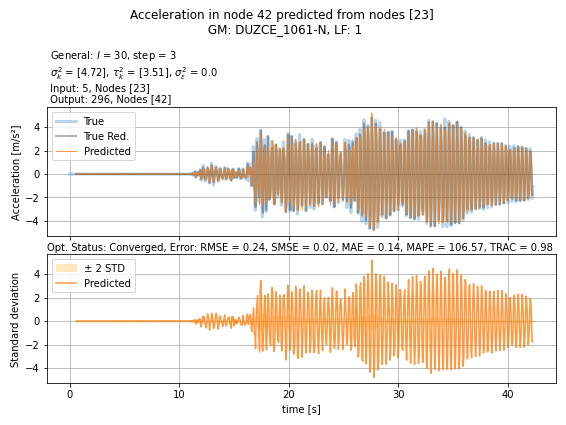 Acceleration in node 42 predicted from nodes [23]
GM: DUZCE_1061-N, LF: 1
General: l = 30, step = 3
σ²ₖ = [4.72], τ²ₖ = [3.51], σ²ₑ = 0.0
Input: 5, Nodes [23]
Output: 296, Nodes [42]
Acceleration [m/s²]
4
2
0
−2
−4
True
True Red.
Predicted
Opt. Status: Converged, Error: RMSE = 0.24, SMSE = 0.02, MAE = 0.14, MAPE = 106.57, TRAC = 0.98
Standard deviation
4
2
0
−2
−4
± 2 STD
Predicted
0 10 20 30 40
time [s]